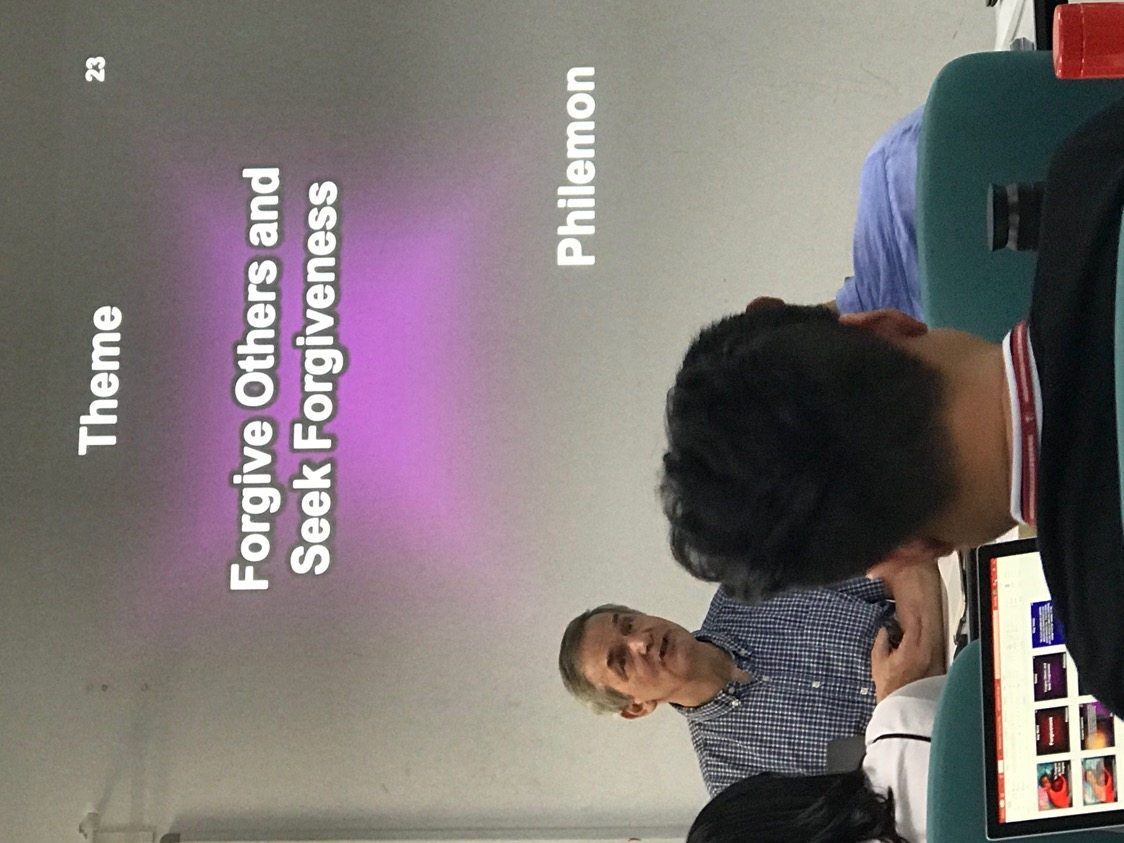 Theme
23
Forgive Others and
Seek Forgiveness
Philemon